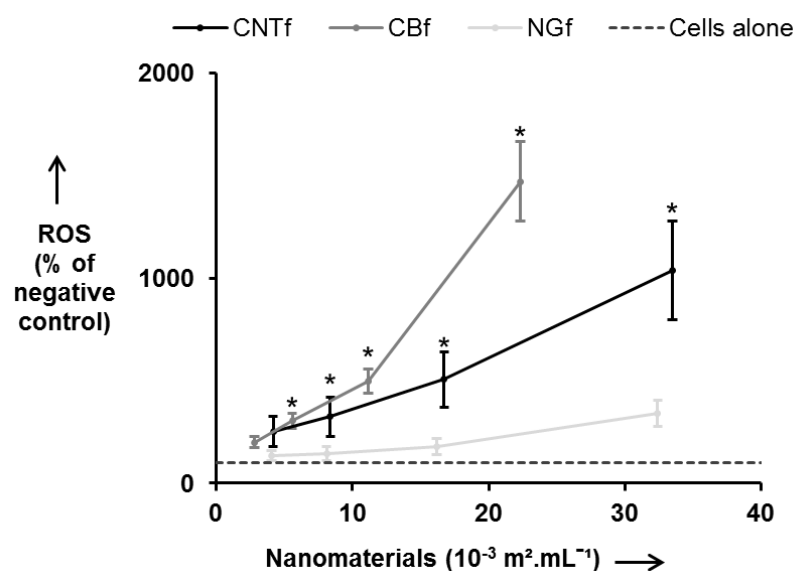 CNTf CBf NGf Cells alone
2000
*
*
ROS
(% of
negative
control)
1000
*
*
*
*
0
0 10 20 30 40
Nanomaterials (10⁻³ m².mL⁻¹)